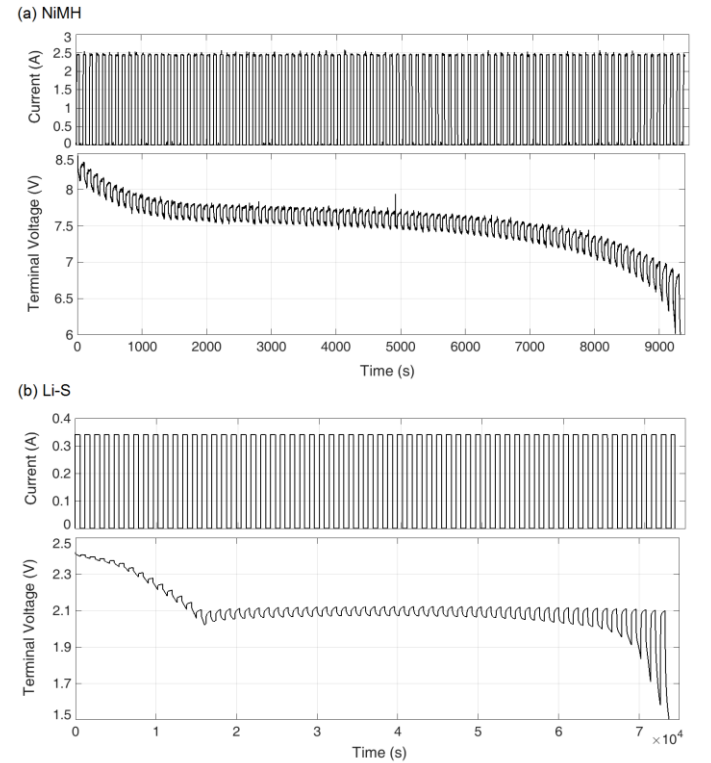 (a) NiMH
3
2.5
2
1.5
1
0.5
0
Current (A)
8.5
8
7.5
7
6.5
6
Terminal Voltage (V)
0 1000 2000 3000 4000 5000 6000 7000 8000 9000
Time (s)
(b) Li-S
0.4
0.3
0.2
0.1
0
Current (A)
2.5
2.3
2.1
1.9
1.7
1.5
Terminal Voltage (V)
0 1 2 3 4 5 6 7 ×10⁴
Time (s)